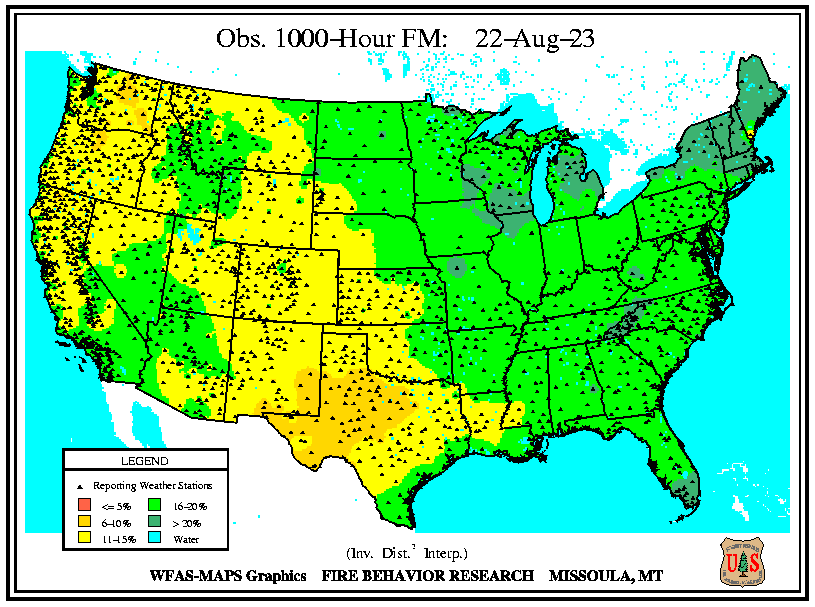 Obs. 1000-Hour FM: 22-Aug-23
LEGEND
Reporting Weather Stations
<= 5%
16-20%
6-10%
> 20%
11-15%
Water
(Inv. Dist.² Interp.)
WFAS-MAPS Graphics FIRE BEHAVIOR RESEARCH MISSOULA, MT
U S